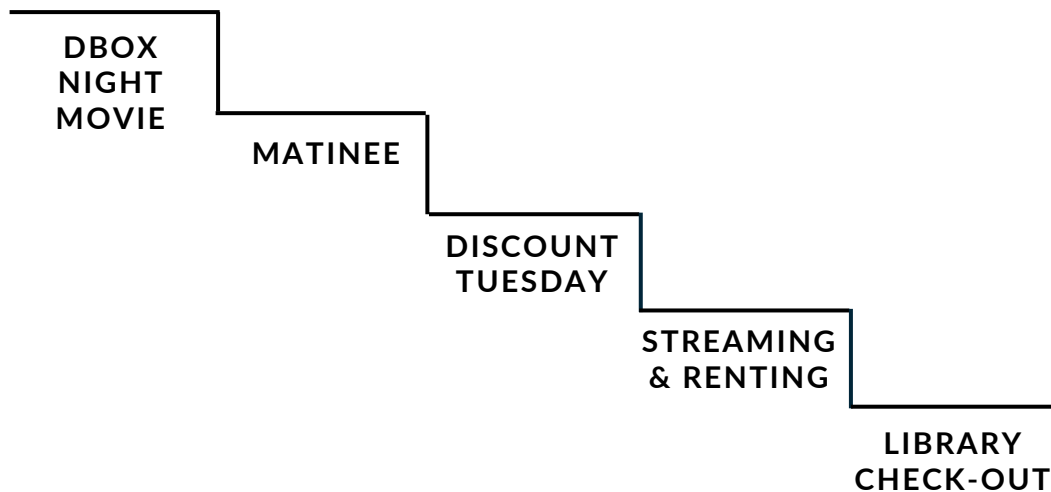 DBOX
NIGHT
MOVIE
MATINEE
DISCOUNT
TUESDAY
STREAMING
& RENTING
LIBRARY
CHECK-OUT